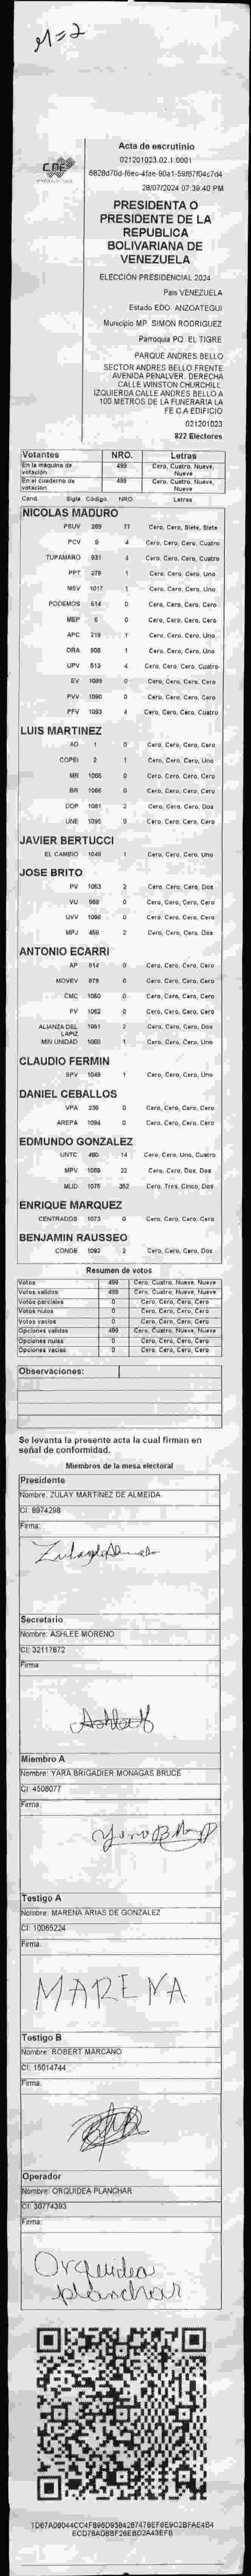 M=2
CNE
Acta de escrutinio
021201023.02.1.0001
28/07/2024 07:39:40 PM
PRESIDENTA O
PRESIDENTE DE LA
REPUBLICA
BOLIVARIANA DE
VENEZUELA
ELECCIÓN PRESIDENCIAL 2024
Pais VENEZUELA
Estado EDO. ANZOATEGUI
Municipio MP. SIMON RODRIGUEZ
Parroquia PQ. EL TIGRE
PARQUE ANDRES BELLO
SECTOR ANDRES BELLO FRENTE
AVENIDA PENALVER. DERECHA
CALLE WINSTON CHURCHILL.
IZQUIERDA CALLE ANDRES BELLO A
100 METROS DE LA FUNERARIA LA
FE C A EDIFICIO
021201023
822 Electores
Votantes NRO. Letras
En la máquina de votación 499 Cero, Cuatro, Nueve, Nueve
En el cuaderno de votación 499 Cero, Cuatro, Nueve, Nueve
Cand. Sigla Código NRO Letras
NICOLAS MADURO
PSUV 269 77 Cero, Cero, Siete, Siete
PCV 9 4 Cero, Cero, Cero, Cuatro
TUPAMARO 931 4 Cero, Cero, Cero, Cuatro
PPT 276 1 Cero, Cero, Cero, Uno
MSV 1017 1 Cero, Cero, Cero, Uno
PODEMOS 614 0 Cero, Cero, Cero, Cero
MEP 6 0 Cero, Cero, Cero, Cero
APC 219 1 Cero, Cero, Cero, Uno
ORA 906 1 Cero, Cero, Cero, Uno
UPV 513 4 Cero, Cero, Cero, Cuatro
EV 1089 0 Cero, Cero, Cero, Cero
PVV 1090 0 Cero, Cero, Cero, Cero
PFV 1093 4 Cero, Cero, Cero, Cuatro
LUIS MARTINEZ
AD 1 0 Cero, Cero, Cero, Cero
COPEI 2 1 Cero, Cero, Cero, Uno
MR 1065 0 Cero, Cero, Cero, Cero
BR 1086 0 Cero, Cero, Cero, Cero
DDP 1091 2 Cero, Cero, Cero, Dos
UNE 1095 0 Cero, Cero, Cero, Cero
JAVIER BERTUCCI
EL CAMBIO 1048 1 Cero, Cero, Cero, Uno
JOSE BRITO
PV 1053 2 Cero, Cero, Cero, Dos
VU 968 0 Cero, Cero, Cero, Cero
UVV 1096 0 Cero, Cero, Cero, Cero
MPJ 458 2 Cero, Cero, Cero, Dos
ANTONIO ECARRI
AP 914 0 Cero, Cero, Cero, Cero
MOVEV 979 0 Cero, Cero, Cero, Cero
CMC 1050 0 Cero, Cero, Cero, Cero
FV 1062 0 Cero, Cero, Cero, Cero
ALIANZA DEL LAPIZ 1061 2 Cero, Cero, Cero, Dos
MIN UNIDAD 1088 1 Cero, Cero, Cero, Uno
CLAUDIO FERMIN
SPV 1049 1 Cero, Cero, Cero, Uno
DANIEL CEBALLOS
VPA 236 0 Cero, Cero, Cero, Cero
AREPA 1094 0 Cero, Cero, Cero, Cero
EDMUNDO GONZALEZ
UNTC 460 14 Cero, Cero, Uno, Cuatro
MPV 1069 22 Cero, Cero, Dos, Dos
MUD 1075 352 Cero, Tres, Cinco, Dos
ENRIQUE MARQUEZ
CENTRADOS 1073 0 Cero, Cero, Cero, Cero
BENJAMIN RAUSSEO
CONDE 1092 2 Cero, Cero, Cero, Dos
Resumen de votos
Votos 499 Cero, Cuatro, Nueve, Nueve
Votos válidos 499 Cero, Cuatro, Nueve, Nueve
Votos parciales 0 Cero, Cero, Cero, Cero
Votos nulos 0 Cero, Cero, Cero, Cero
Votos vacíos 0 Cero, Cero, Cero, Cero
Opciones válidas 499 Cero, Cuatro, Nueve, Nueve
Opciones nulas 0 Cero, Cero, Cero, Cero
Opciones vacías 0 Cero, Cero, Cero, Cero
Observaciones:
Se levanta la presente acta la cual firman en
señal de conformidad.
Miembros de la mesa electoral
Presidente
Nombre: ZULAY MARTINEZ DE ALMEIDA
CI: 8974298
Firma:
Secretario
Nombre: ASHLEE MORENO
CI: 32117872
Firma:
Miembro A
Nombre: YARA BRIGADIER MONAGAS BRUCE
CI: 4508077
Firma:
Testigo A
Nombre: MARENA ARIAS DE GONZALEZ
CI: 10065224
Firma:
MARENA
Testigo B
Nombre: ROBERT MARCANO
CI: 15014744
Firma:
Operador
Nombre: ORQUIDEA PLANCHAR
CI: 30774393
Firma:
Orquidea
planchar